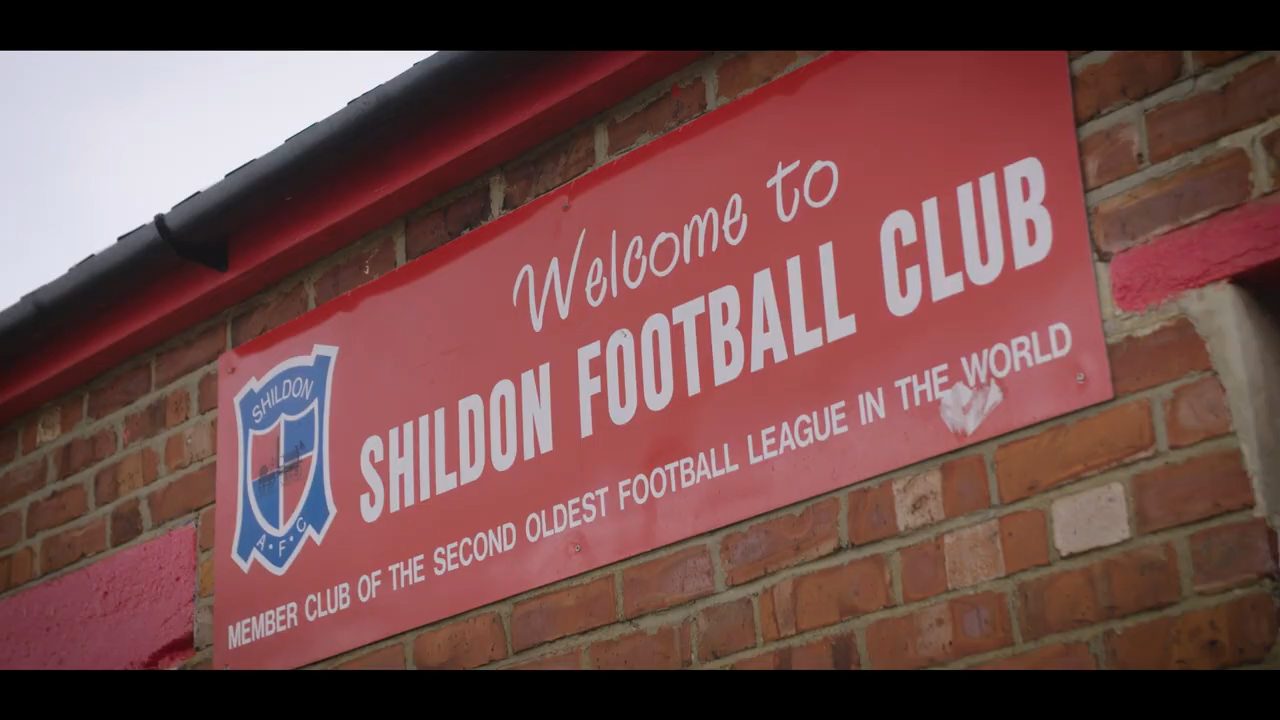 Welcome to
SHILDON FOOTBALL CLUB
MEMBER CLUB OF THE SECOND OLDEST FOOTBALL LEAGUE IN THE WORLD
SHILDON
A.F.C